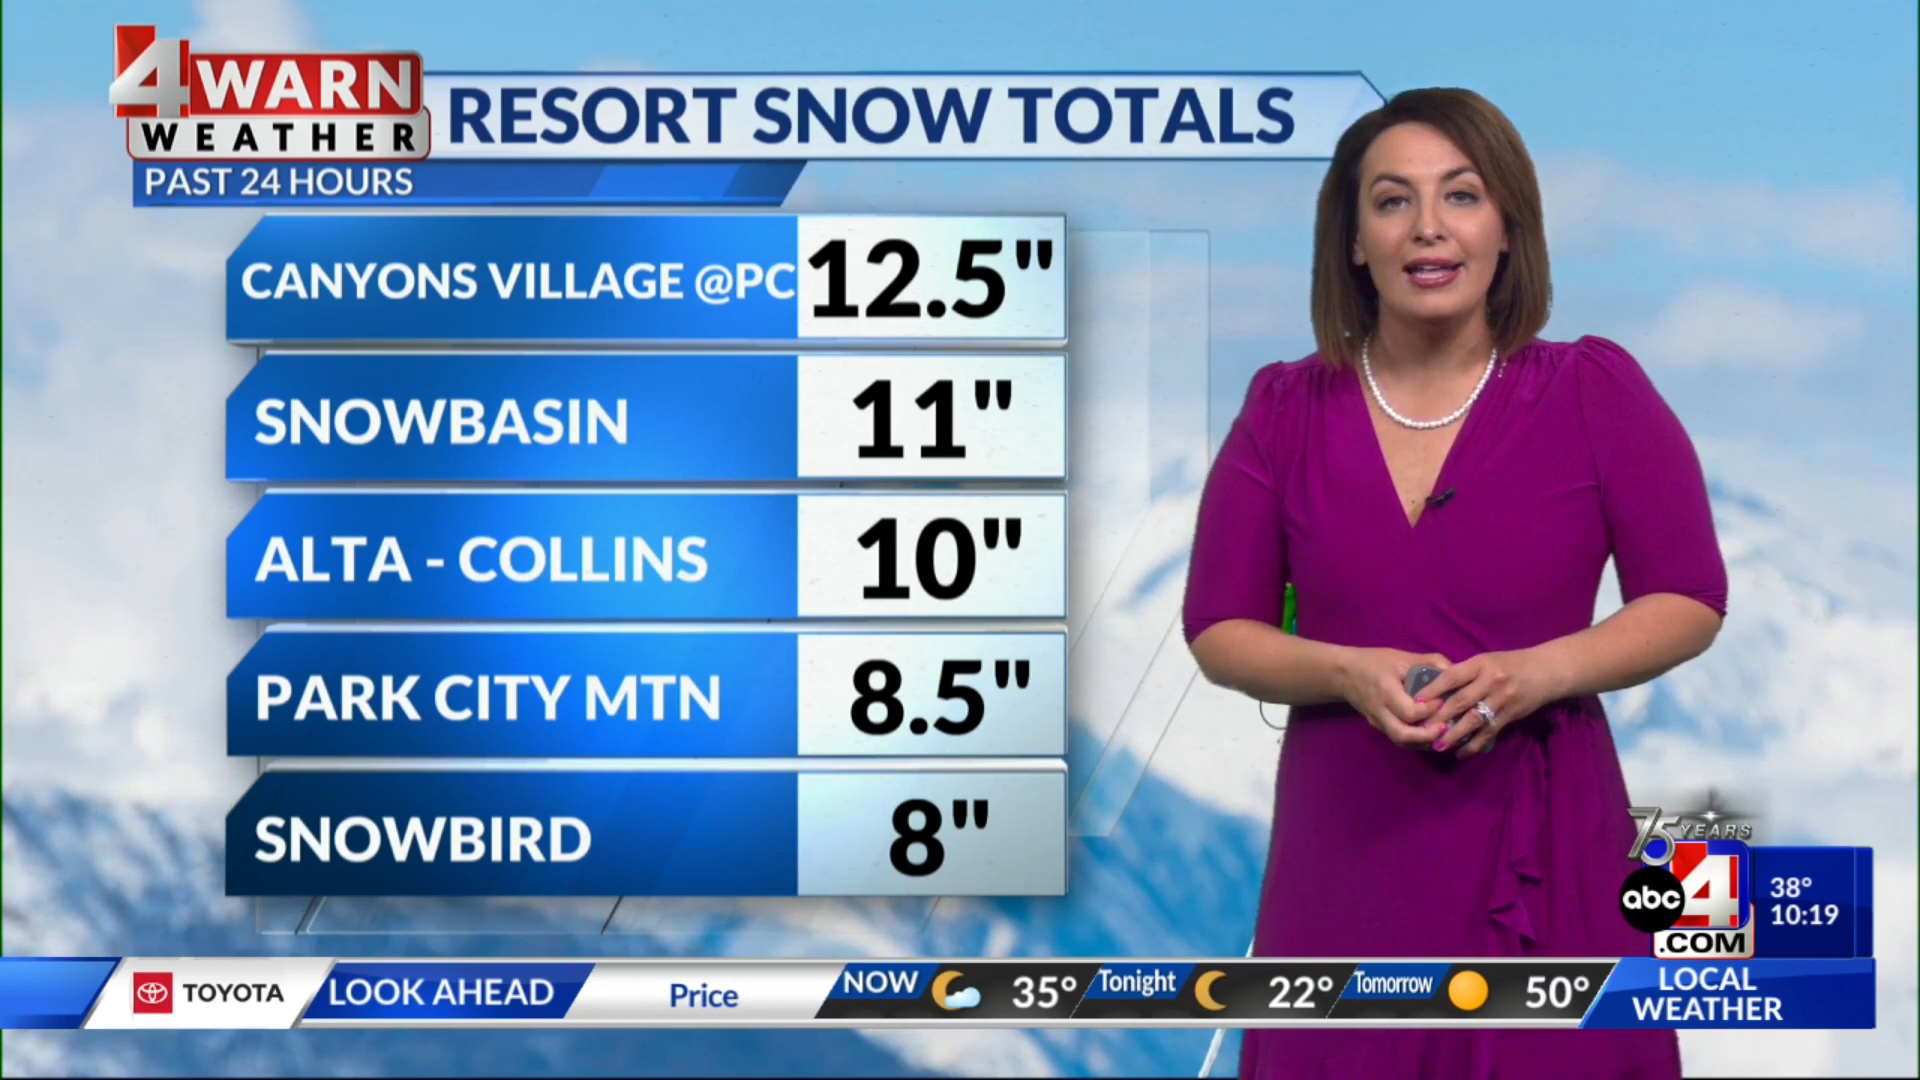 4 WARN
WEATHER
RESORT SNOW TOTALS
PAST 24 HOURS
CANYONS VILLAGE @PC 12.5"
SNOWBASIN 11"
ALTA - COLLINS 10"
PARK CITY MTN 8.5"
SNOWBIRD 8"
75 YEARS
abc 4
.COM
38°
10:19
TOYOTA LOOK AHEAD Price NOW 35° Tonight 22° Tomorrow 50°
LOCAL
WEATHER